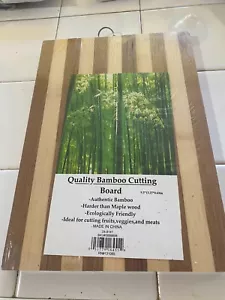 Quality Bamboo Cutting
Board
-Authentic Bamboo
-Harder than Maple wood
-Ecologically Friendly
-Ideal for cutting fruits,veggies,and meats
MADE IN CHINA